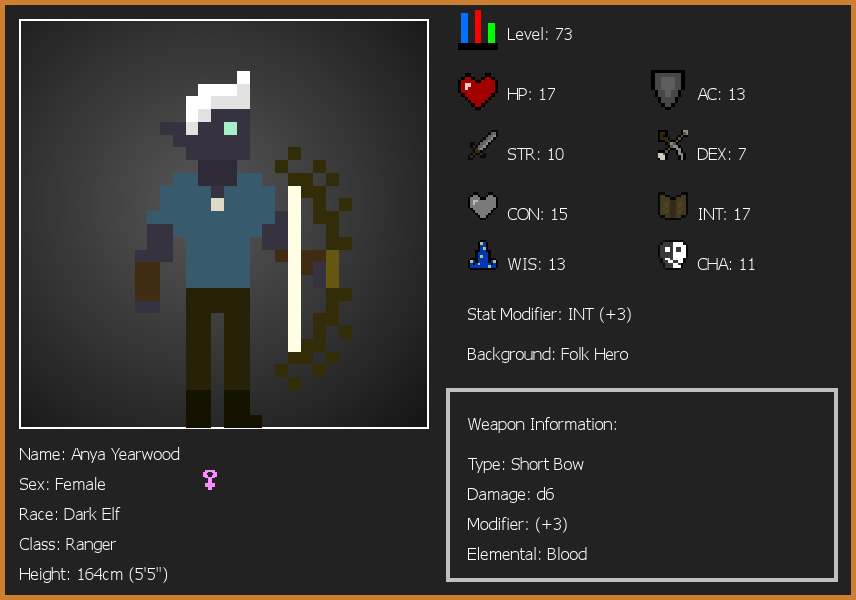 Level: 73
HP: 17
AC: 13
STR: 10
DEX: 7
CON: 15
INT: 17
WIS: 13
CHA: 11
Stat Modifier: INT (+3)
Background: Folk Hero
Weapon Information:
Type: Short Bow
Damage: d6
Modifier: (+3)
Elemental: Blood
Name: Anya Yearwood
Sex: Female
Race: Dark Elf
Class: Ranger
Height: 164cm (5'5")